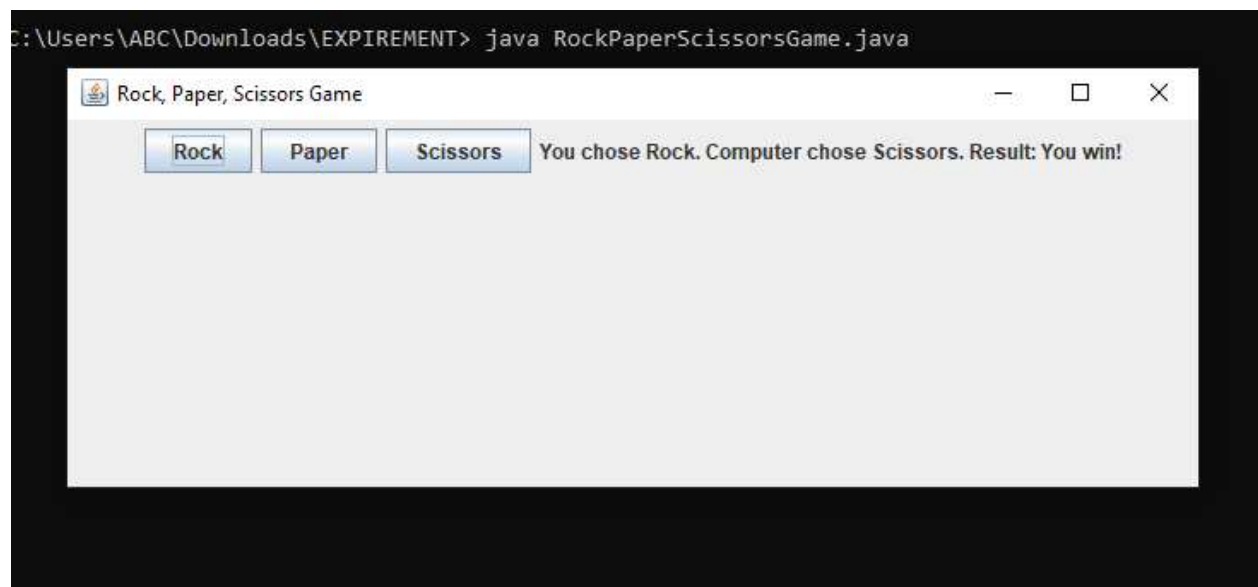 C:\Users\ABC\Downloads\EXPIREMENT> java RockPaperScissorsGame.java
Rock, Paper, Scissors Game
Rock Paper Scissors You chose Rock. Computer chose Scissors. Result: You win!